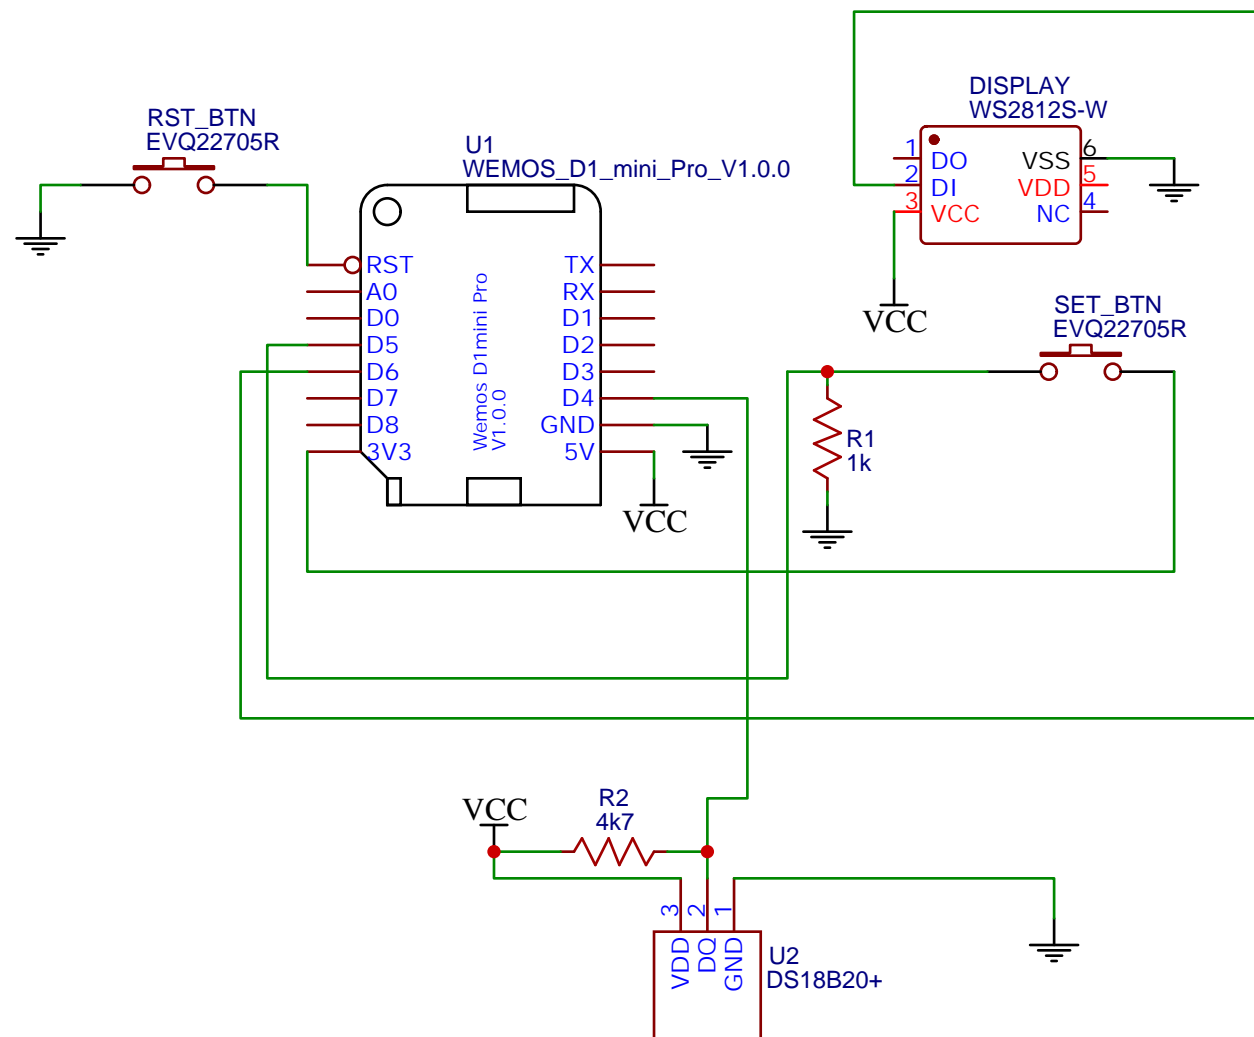 RST_BTN
EVQ22705R
U1
WEMOS_D1_mini_Pro_V1.0.0
RST
A0
D0
D5
D6
D7
D8
3V3
Wemos D1mini Pro
V1.0.0
TX
RX
D1
D2
D3
D4
GND
5V
VCC
DISPLAY
WS2812S-W
1
2
3
DO
DI
VCC
VSS
VDD
NC
6
5
4
VCC
SET_BTN
EVQ22705R
R1
1k
VCC
R2
4k7
3
2
1
VDD
DQ
GND
U2
DS18B20+